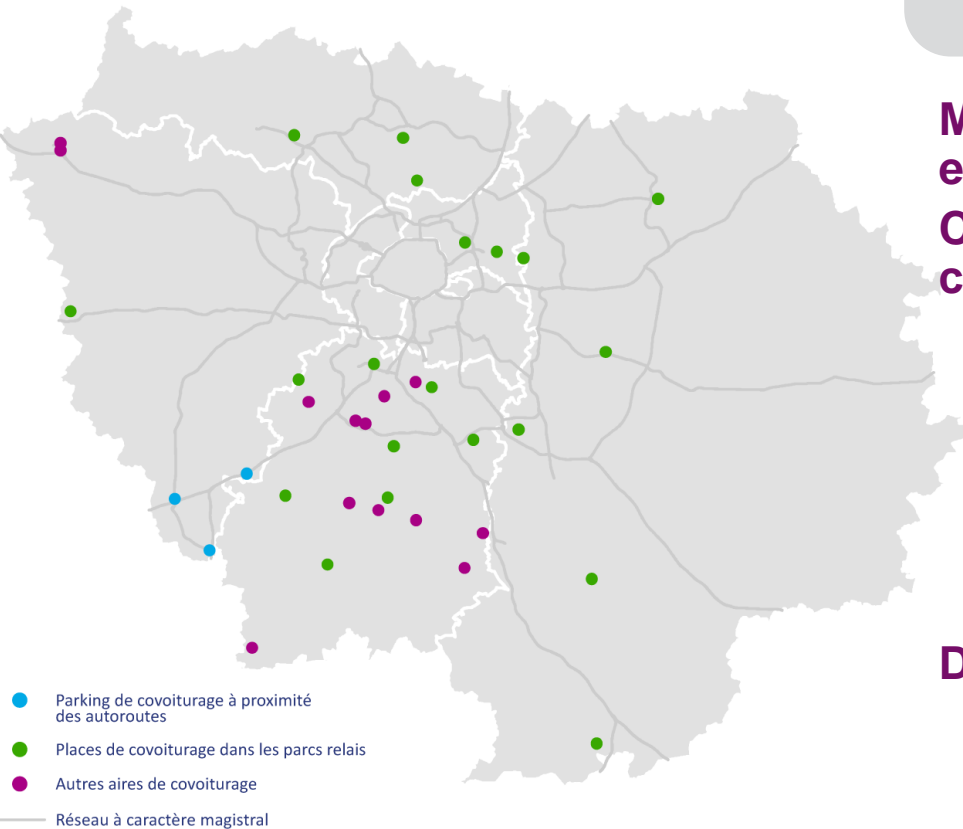 M
e
C
c
D
Parking de covoiturage à proximité
des autoroutes
Places de covoiturage dans les parcs relais
Autres aires de covoiturage
Réseau à caractère magistral